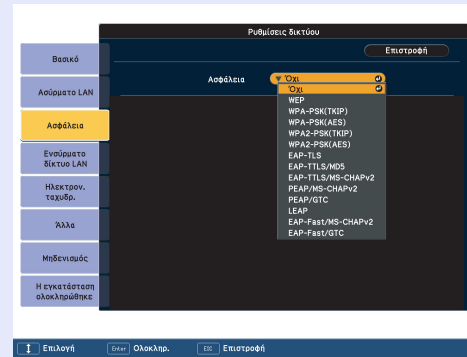 Ρυθμίσεις δικτύου
Επιστροφή
Βασικό
Ασύρματο LAN
Ασφάλεια
Ενσύρματο
δίκτυο LAN
Ηλεκτρον.
ταχυδρ.
Άλλα
Μηδενισμός
Η εγκατάσταση
ολοκληρώθηκε
Ασφάλεια
Όχι
Όχι
WEP
WPA-PSK(TKIP)
WPA-PSK(AES)
WPA2-PSK(TKIP)
WPA2-PSK(AES)
EAP-TLS
EAP-TTLS/MD5
EAP-TTLS/MS-CHAPv2
PEAP/MS-CHAPv2
PEAP/GTC
LEAP
EAP-Fast/MS-CHAPv2
EAP-Fast/GTC
Επιλογή Enter Ολοκληρ. ESC Επιστροφή